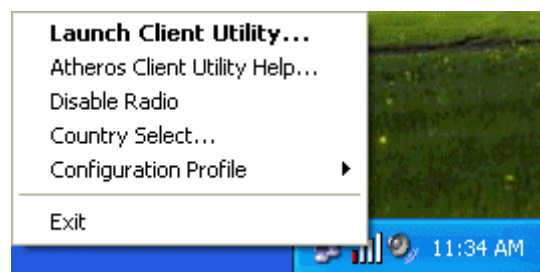 Launch Client Utility...
Atheros Client Utility Help...
Disable Radio
Country Select...
Configuration Profile
Exit
11:34 AM